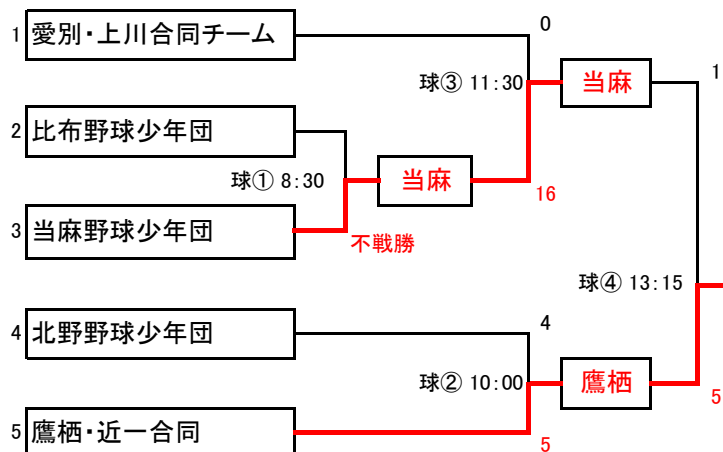 0
1 愛別・上川合同チーム
球③ 11:30
当麻
1
2 比布野球少年団
球① 8:30
当麻
16
3 当麻野球少年団
不戦勝
球④ 13:15
4 北野野球少年団
4
球② 10:00
鷹栖
5
5 鷹栖・近一合同
5